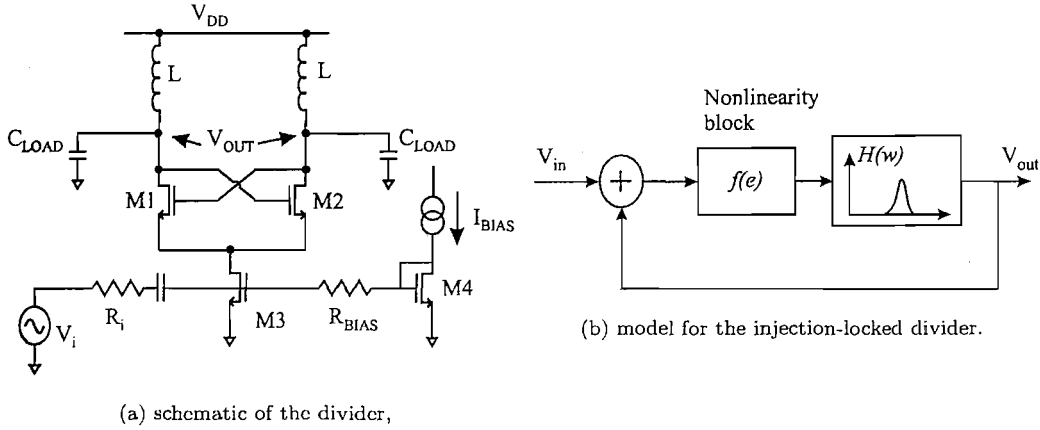 V_DD
L
L
C_LOAD
V_OUT
C_LOAD
M1
M2
I_BIAS
M4
R_i
M3
R_BIAS
V_i
(a) schematic of the divider,
Nonlinearity
block
V_in
+
f(e)
H(w)
V_out
(b) model for the injection-locked divider.